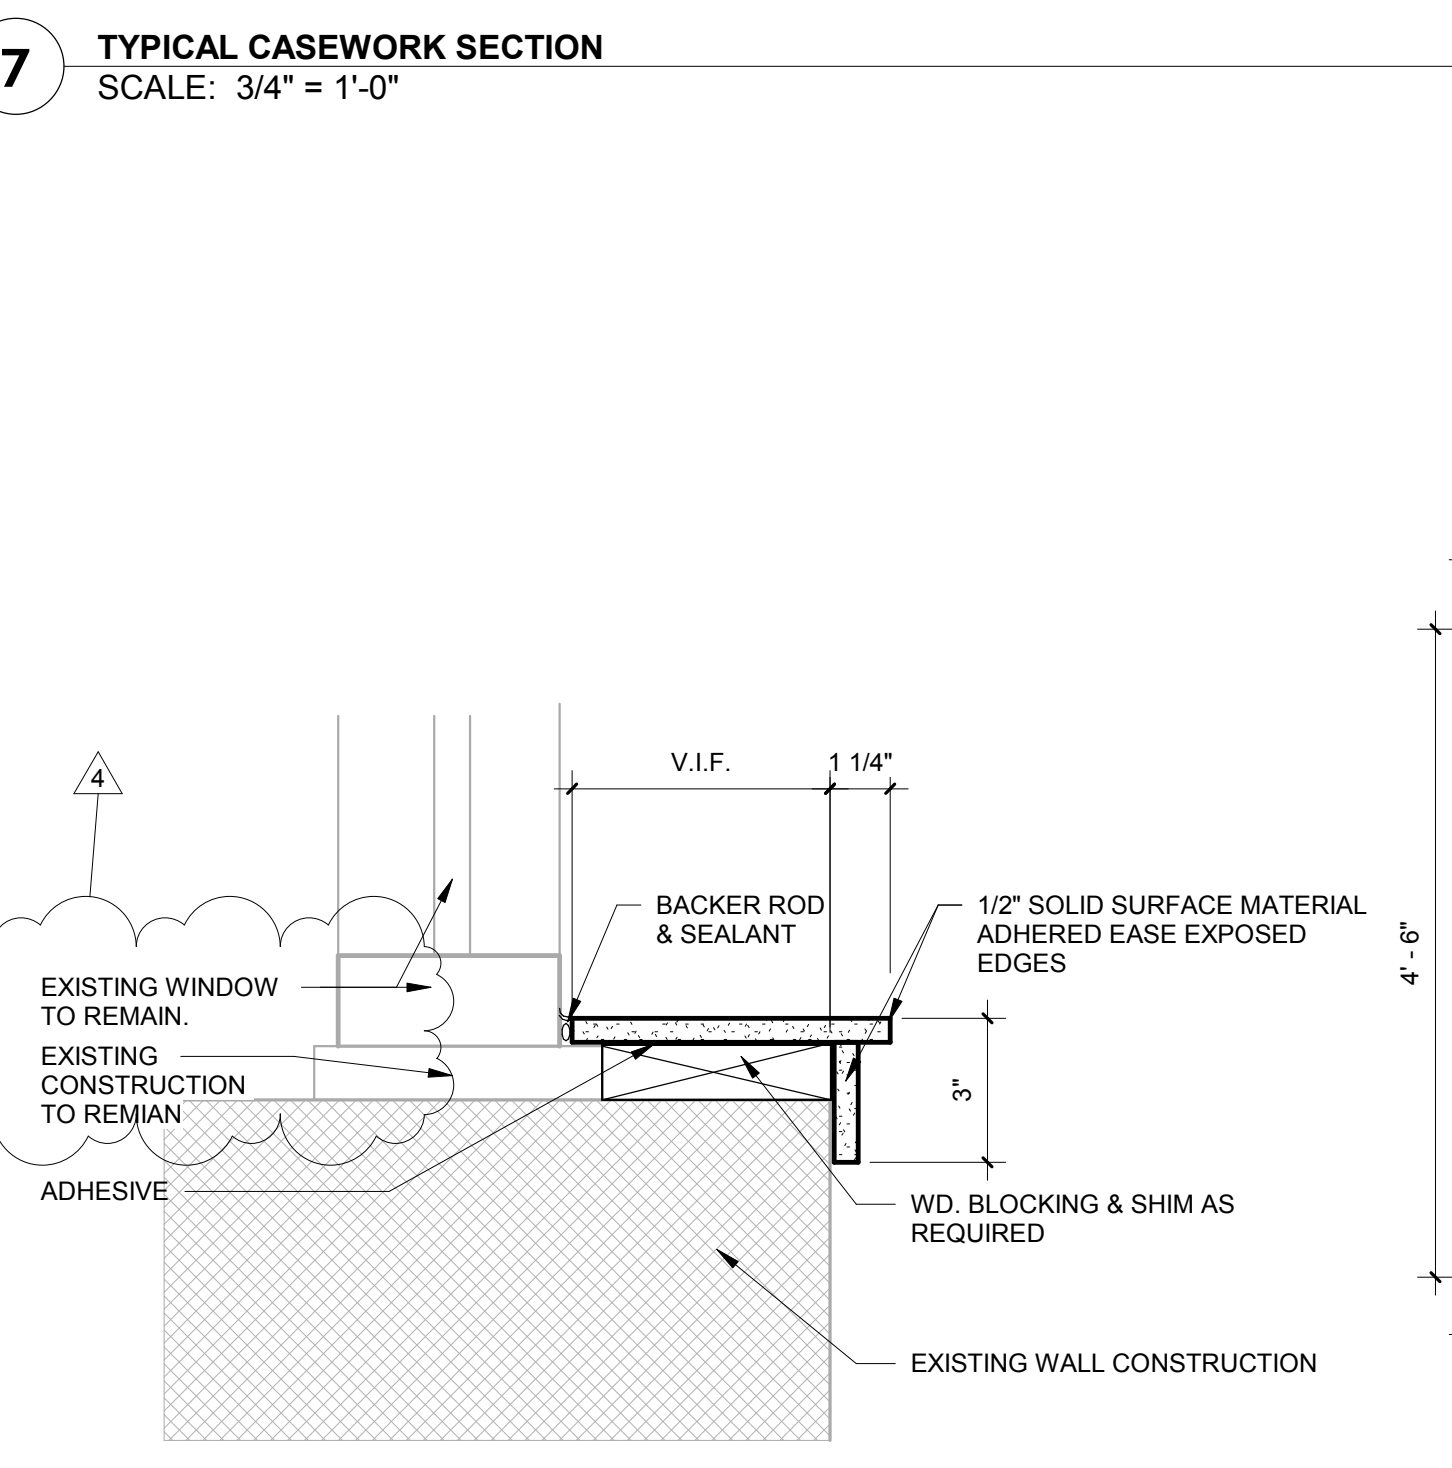 7
TYPICAL CASEWORK SECTION
SCALE: 3/4" = 1'-0"
4
V.I.F.
1 1/4"
BACKER ROD
& SEALANT
1/2" SOLID SURFACE MATERIAL
ADHERED EASE EXPOSED
EDGES
4' - 6"
EXISTING WINDOW
TO REMAIN.
EXISTING
CONSTRUCTION
TO REMIAN
3"
ADHESIVE
WD. BLOCKING & SHIM AS
REQUIRED
EXISTING WALL CONSTRUCTION